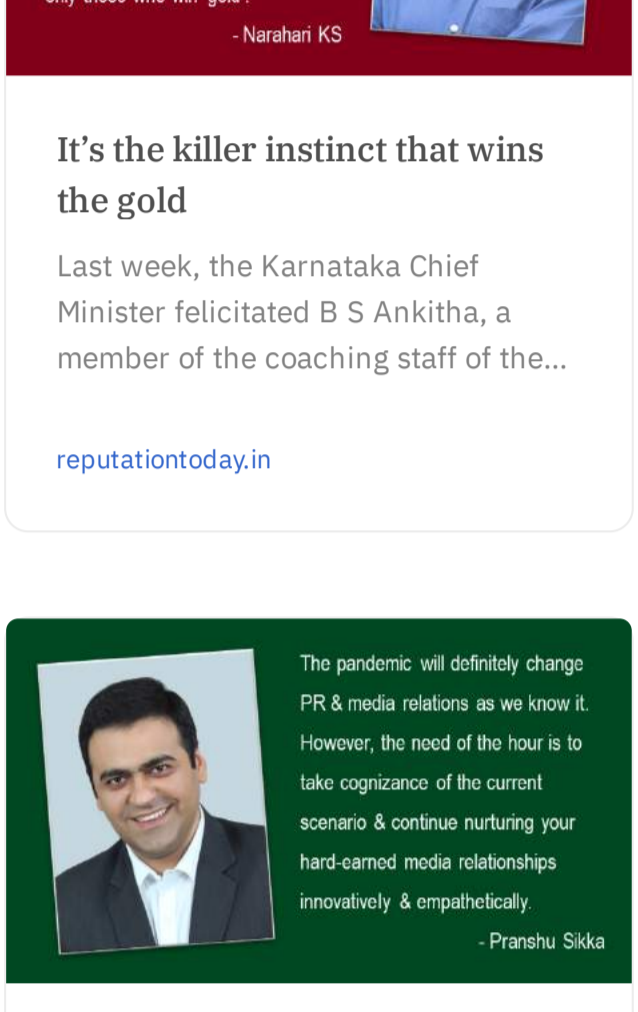 - Narahari KS
It’s the killer instinct that wins
the gold
Last week, the Karnataka Chief
Minister felicitated B S Ankitha, a
member of the coaching staff of the...
reputationtoday.in
The pandemic will definitely change
PR & media relations as we know it.
However, the need of the hour is to
take cognizance of the current
scenario & continue nurturing your
hard-earned media relationships
innovatively & empathetically.
- Pranshu Sikka